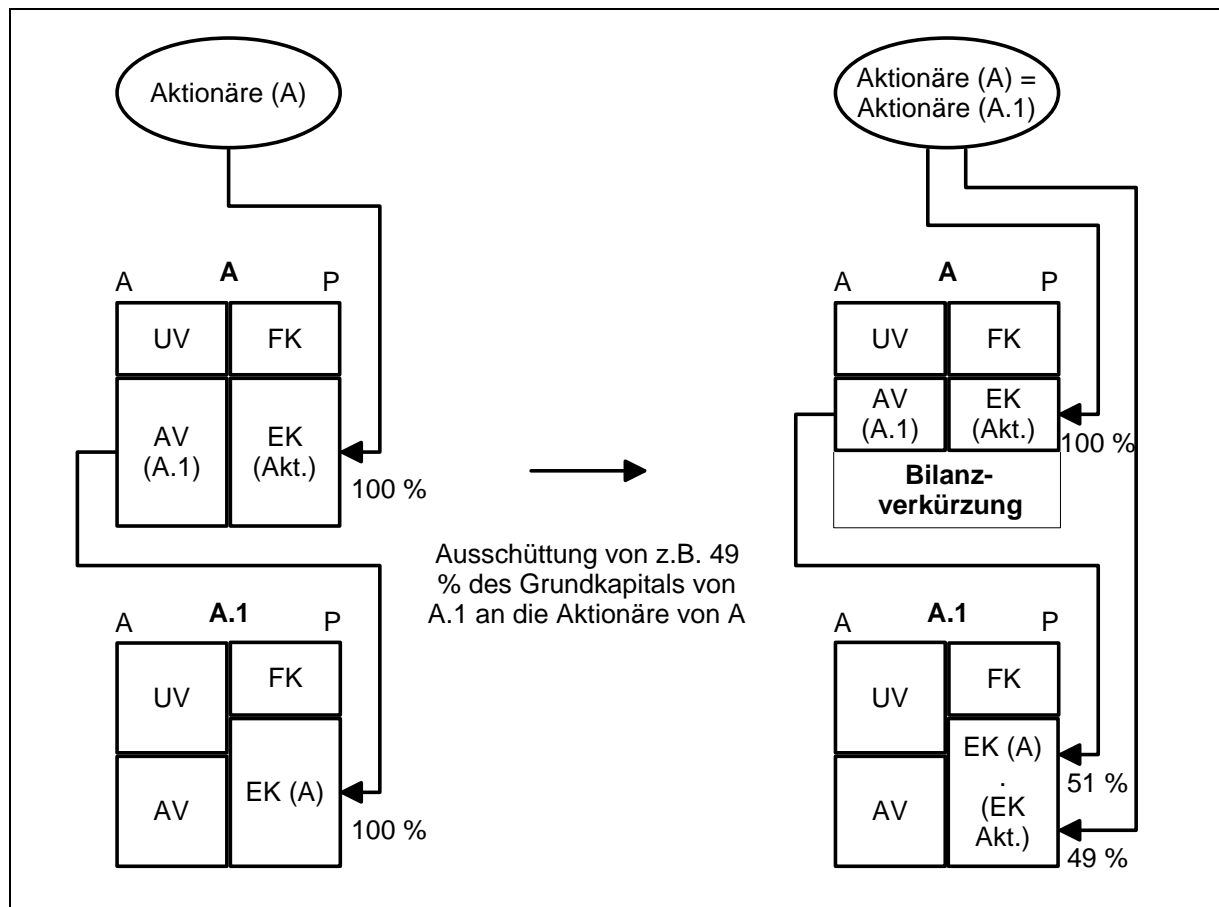 Aktionäre (A)
A
A P
UV FK
AV
(A.1)
EK
(Akt.)
100 %
A.1
A P
UV
FK
AV
EK (A)
100 %
Ausschüttung von z.B. 49
% des Grundkapitals von
A.1 an die Aktionäre von A
Aktionäre (A) =
Aktionäre (A.1)
A
A P
UV FK
AV
(A.1)
EK
(Akt.)
100 %
Bilanz-
verkürzung
A.1
A P
UV
FK
AV
EK (A)
.
(EK
Akt.)
51 %
49 %